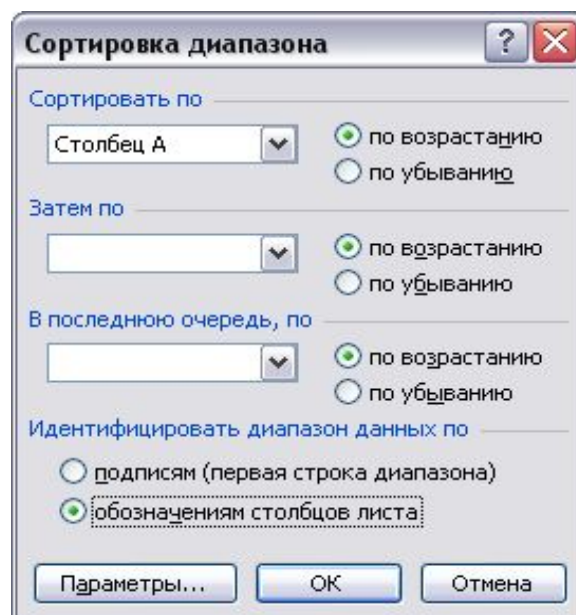 Сортировка диапазона
Сортировать по
Столбец А
по возрастанию
по убыванию
Затем по
по возрастанию
по убыванию
В последнюю очередь, по
по возрастанию
по убыванию
Идентифицировать диапазон данных по
подписям (первая строка диапазона)
обозначениям столбцов листа
Параметры... ОК Отмена